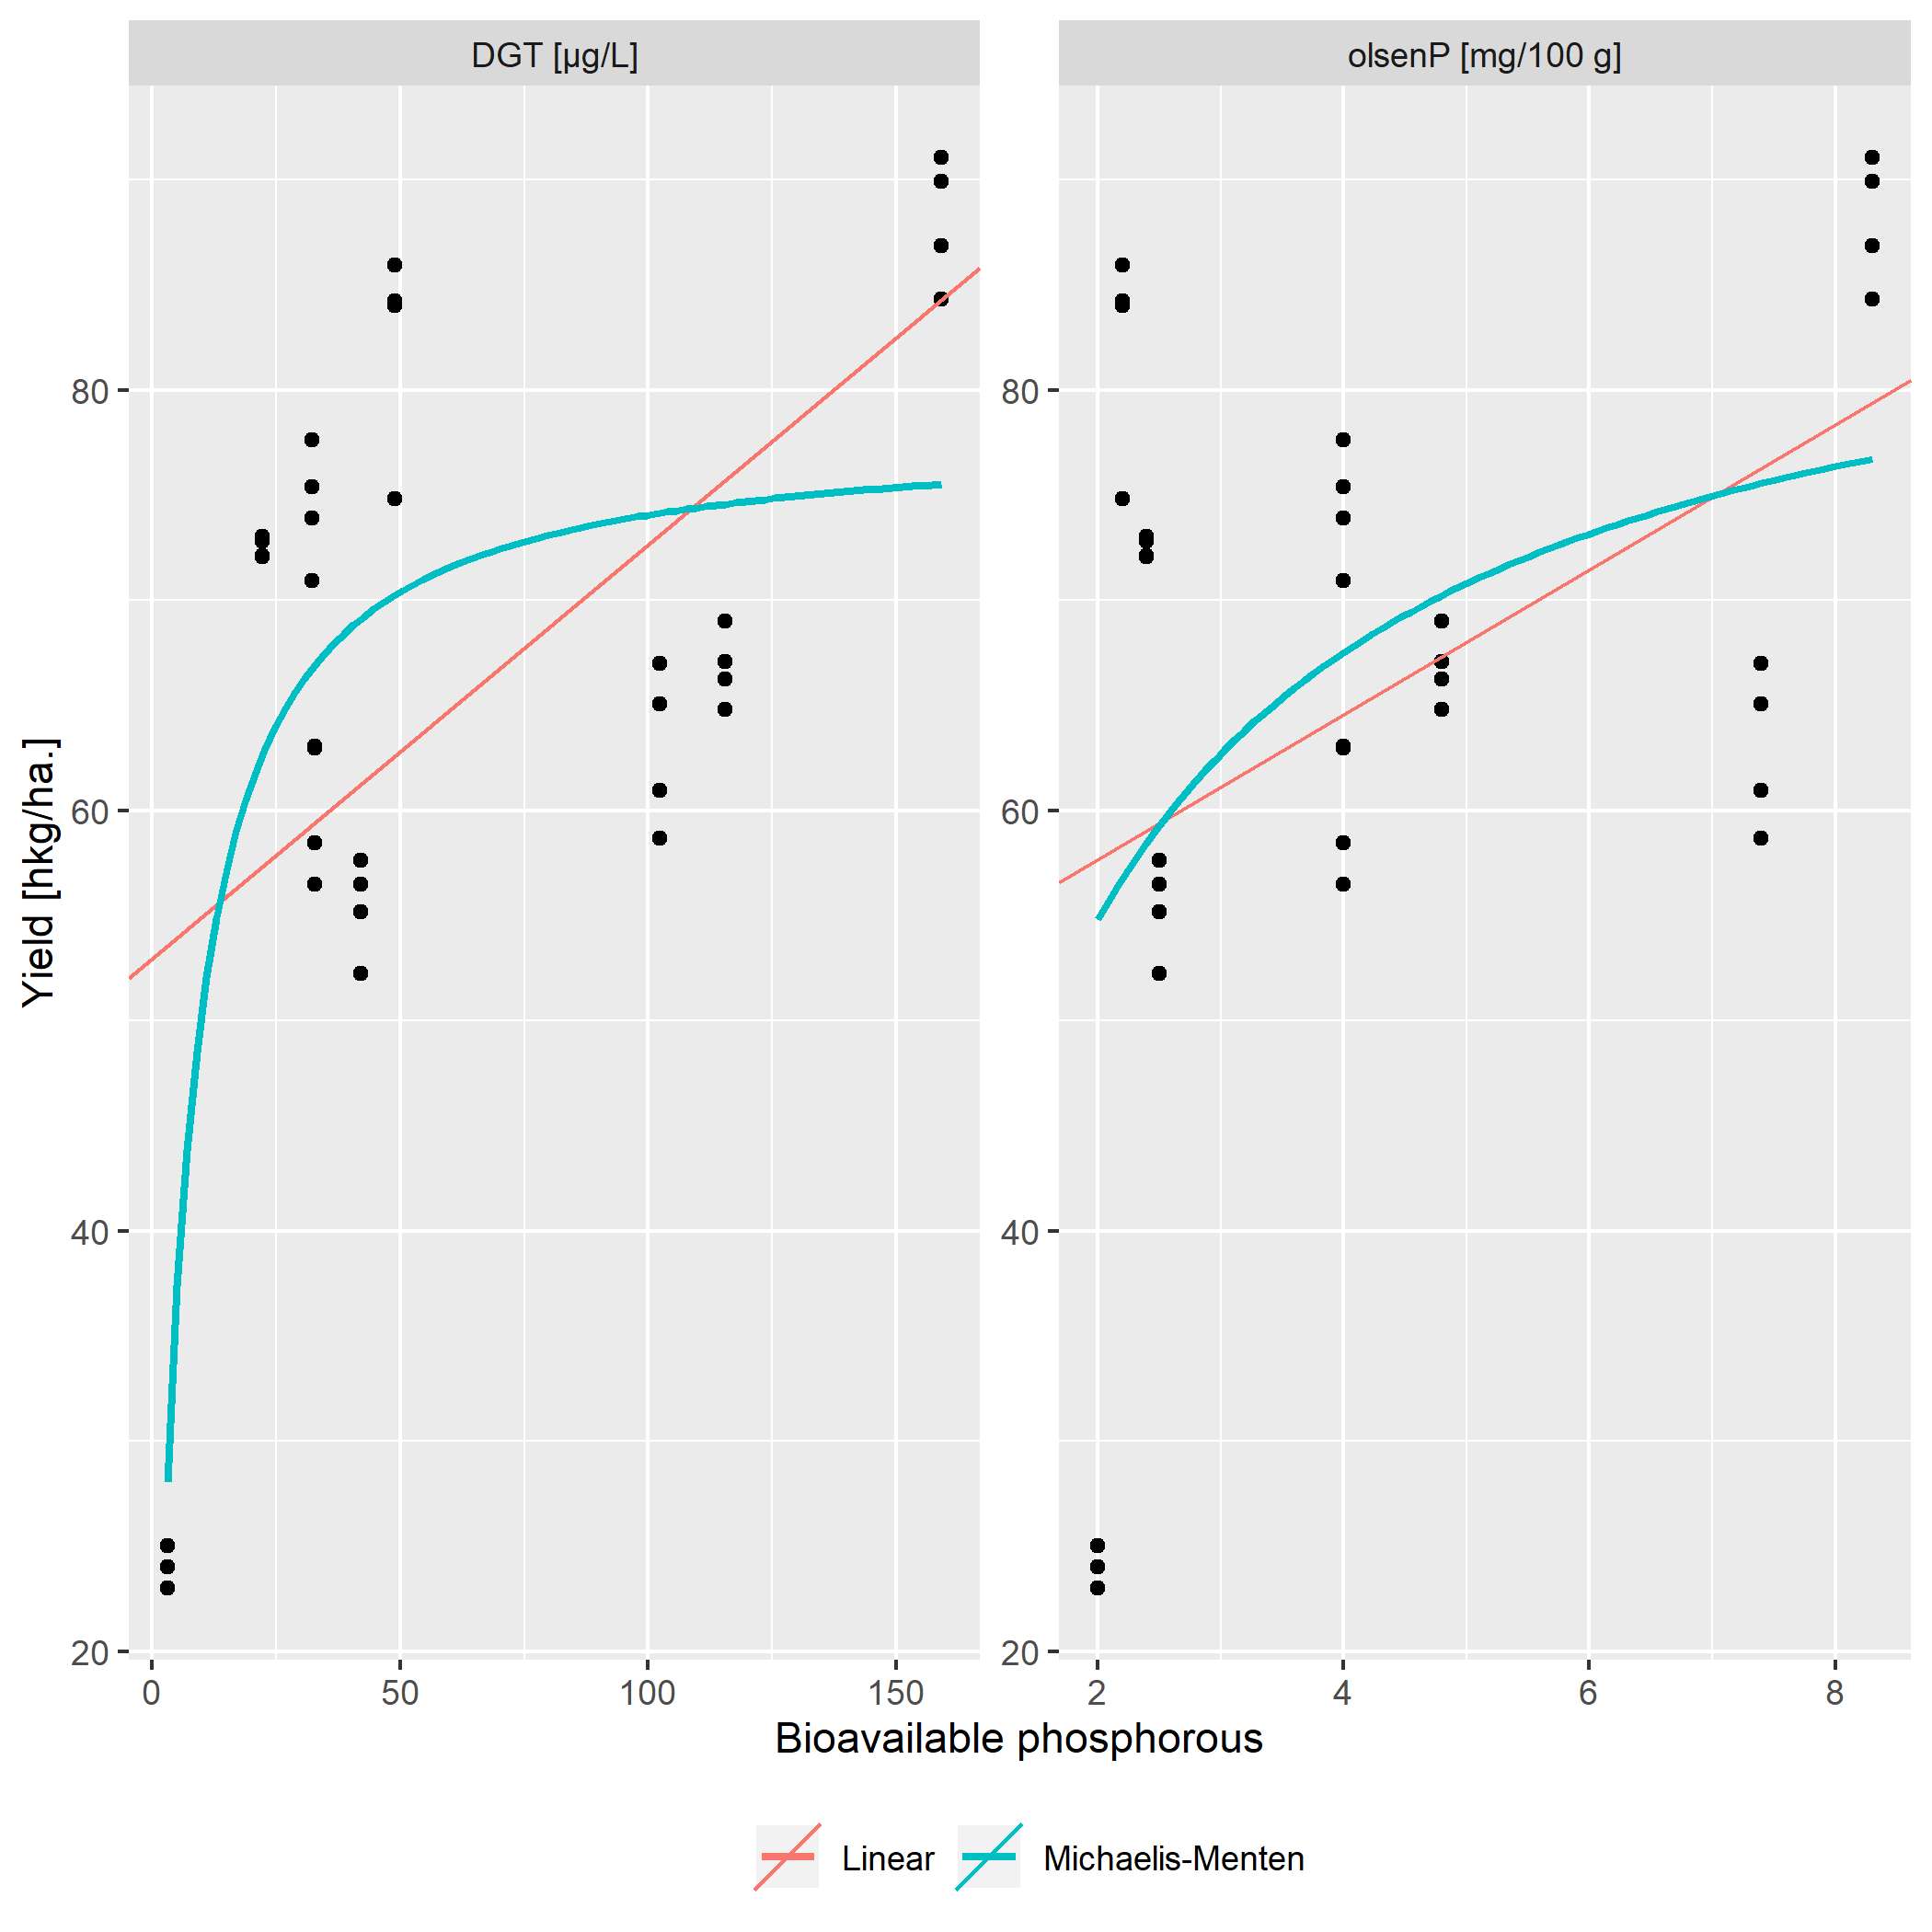 DGT [µg/L] olsenP [mg/100 g]
Yield [hkg/ha.]
80 80
60 60
40 40
20 20
0 50 100 150 2 4 6 8
Bioavailable phosphorous
Linear Michaelis-Menten